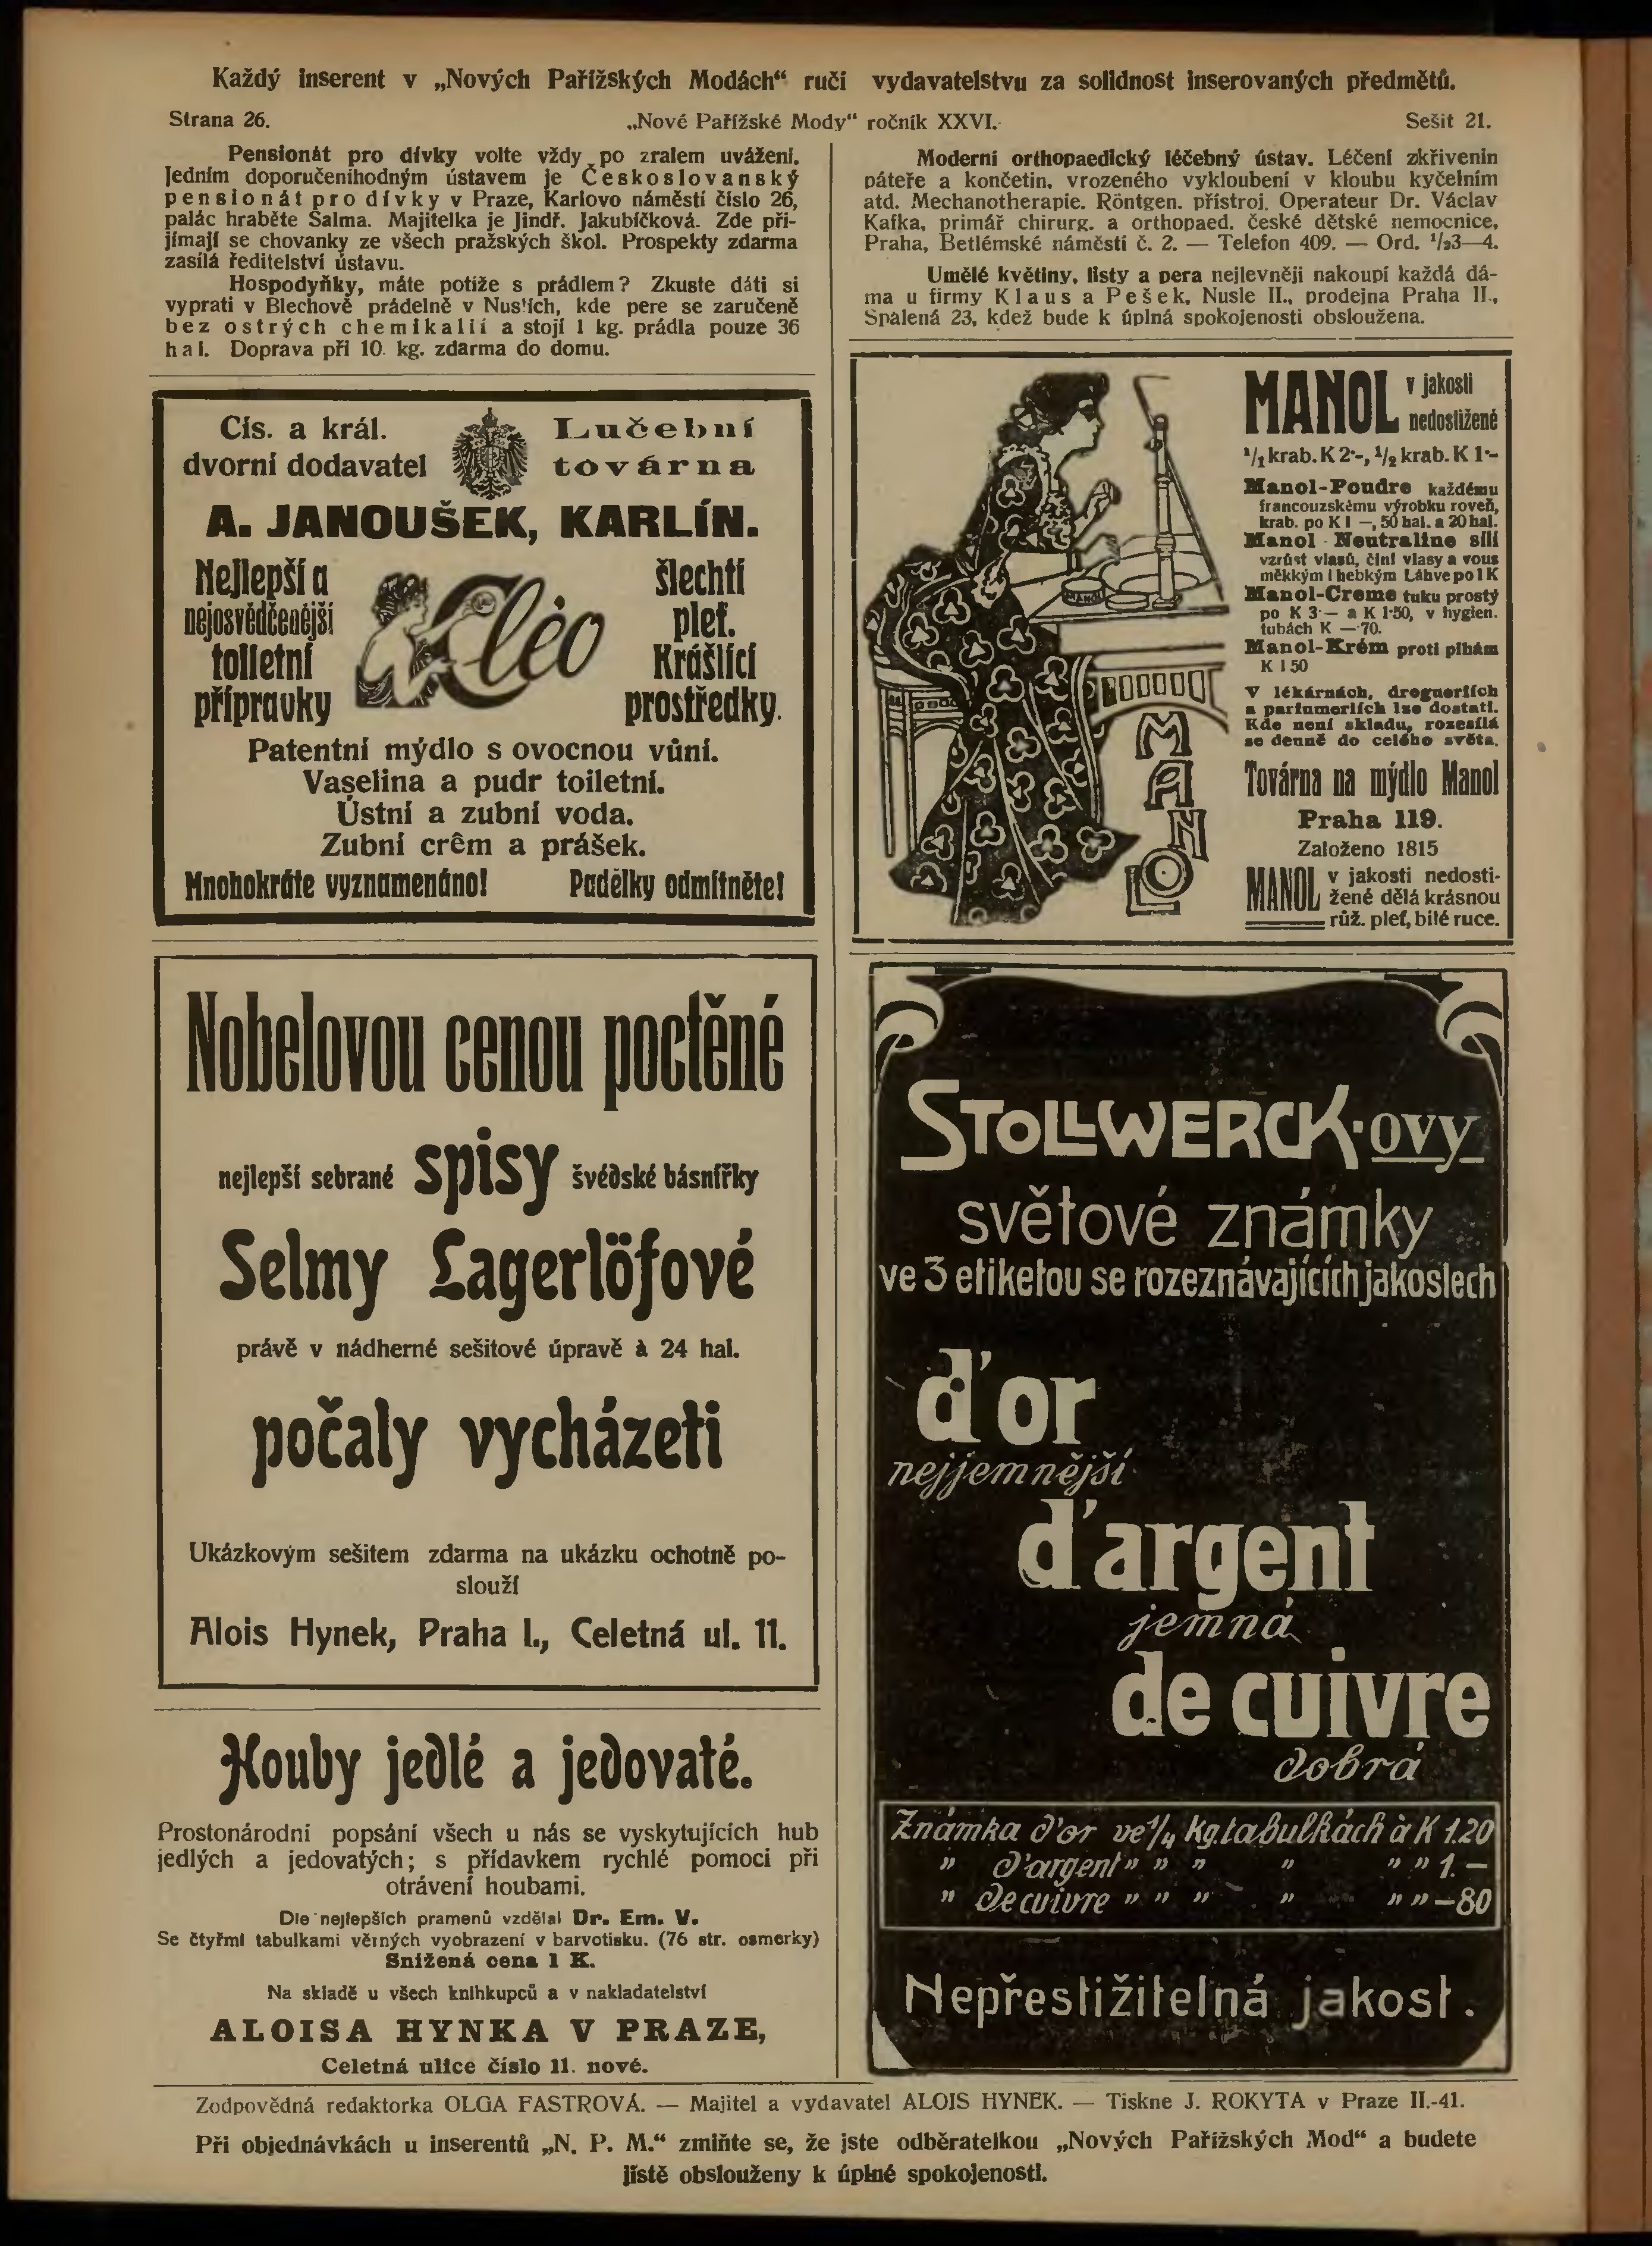 Každý inserent v „Nových Pařížských Modách“ ručí vydavatelstvu za solidnost inserovaných předmětů.
Strana 26. „Nové Pařížské Mody“ ročník XXVI. Sešit 21.
Pensionát pro dívky volte vždy po zralem uvážení.
Jedním doporučeníhodným ústavem je Českoslovanský
pensionát pro dívky v Praze, Karlovo náměstí číslo 26,
palác hraběte Salma. Majitelka je Jindř. Jakubíčková. Zde při-
jímají se chovanky ze všech pražských škol. Prospekty zdarma
zasílá ředitelství ústavu.
Hospodyňky, máte potíže s prádlem? Zkuste dáti si
vyprati v Blechově prádelně v Nuslích, kde pere se zaručeně
bez ostrých chemikalií a stojí 1 kg. prádla pouze 36
hal. Doprava při 10 kg. zdarma do domu.
Cís. a král. Lučební
dvorní dodavatel továrna
A. JANOUŠEK, KARLÍN.
Nejlepší a
nejosvědčenější
toiletní
přípravky
Cléo
šlechtí
pleť.
Krášlící
prostředky.
Patentní mýdlo s ovocnou vůní.
Vaselina a pudr toiletní.
Ústní a zubní voda.
Zubní crêm a prášek.
Mnohokráte vyznamenáno! Padělky odmítněte!
Nobelovou cenou poctěné
nejlepší sebrané spisy švédské básnířky
Selmy Lagerlöfové
právě v nádherné sešitové úpravě à 24 hal.
počaly vycházeti
Ukázkovým sešitem zdarma na ukázku ochotně po-
slouží
Alois Hynek, Praha I., Celetná ul. 11.
Houby jedlé a jedovaté.
Prostonárodní popsání všech u nás se vyskytujících hub
jedlých a jedovatých; s přídavkem rychlé pomoci při
otrávení houbami.
Dle nejlepších pramenů vzdělal Dr. Em. V.
Se čtyřmi tabulkami věrných vyobrazení v barvotisku. (76 str. osmerky)
Snížená cena 1 K.
Na skladě u všech knihkupců a v nakladatelství
ALOISA HYNKA V PRAZE,
Celetná ulice číslo 11. nové.
Moderní orthopaedický léčebný ústav. Léčení zkřivenin
páteře a končetin, vrozeného vykloubení v kloubu kyčelním
atd. Mechanotherapie. Röntgen. přístroj. Operateur Dr. Václav
Kafka, primář chirurg. a orthopaed. české dětské nemocnice,
Praha, Betlémské náměstí č. 2. — Telefon 409. — Ord. ½3—4.
Umělé květiny, listy a pera nejlevněji nakoupí každá dá-
ma u firmy Klaus a Pešek, Nusle II., prodejna Praha II.,
Spálená 23, kdež bude k úplná spokojenosti obsloužena.
MANOL
MANOL
MANOL v jakosti
nedostižené
1/1 krab. K 2·-, 1/2 krab. K 1·-
Manol-Poudre každému
francouzskému výrobku roveň,
krab. po K 1 —, 50 hal. a 20 hal.
Manol - Neutraline sílí
vzrůst vlasů, činí vlasy a vous
měkkým i hebkým Láhve po 1 K
Manol-Creme tuku prostý
po K 3·— a K 1·50, v hygien.
tubách K —·70.
Manol-Krém proti pihám
K 1 50
V lékárnách, drogueriích
a parfumeriích lze dostati.
Kde není skladu, rozesílá
se denně do celého světa.
Továrna na mýdlo Manol
Praha 119.
Založeno 1815
MANOL v jakosti nedosti-
žené dělá krásnou
růž. pleť, bílé ruce.
STOLLWERCK-ovy
světové známky
ve 3 etiketou se rozeznávajících jakostech
d'or
nejjemnější
d'argent
jemná
de cuivre
dobrá
Známka d'or ve 1/4 Kg. tabulkách à K 1.20
„ d'argent „ „ „ „ „ „ 1.—
„ de cuivre „ „ „ „ „ „ —80
Nepřestižitelná jakost.
Zodpovědná redaktorka OLGA FASTROVÁ. — Majitel a vydavatel ALOIS HYNEK. — Tiskne J. ROKYTA v Praze II.-41.
Při objednávkách u inserentů „N. P. M.“ zmiňte se, že jste odběratelkou „Nových Pařížských Mod“ a budete
jistě obslouženy k úplné spokojenosti.